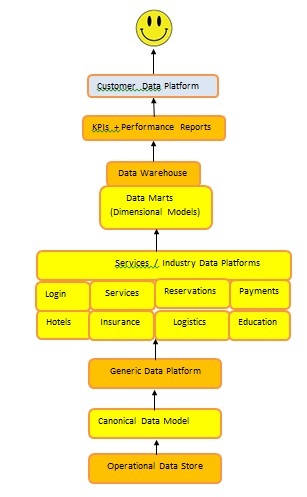 Customer Data Platform
KPIs + Performance Reports
Data Warehouse
Data Marts
(Dimensional Models)
Services / Industry Data Platforms
Login Services Reservations Payments
Hotels Insurance Logistics Education
Generic Data Platform
Canonical Data Model
Operational Data Store